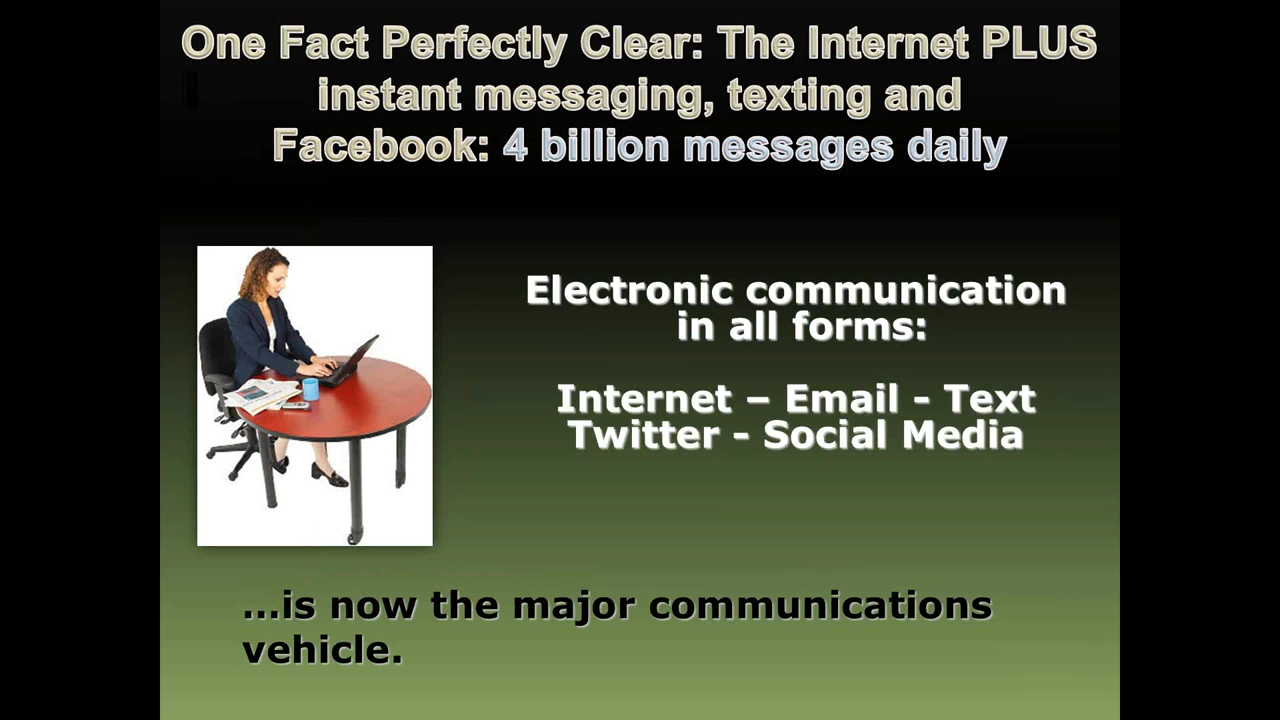 One Fact Perfectly Clear: The Internet PLUS
instant messaging, texting and
Facebook: 4 billion messages daily
Electronic communication
in all forms:
Internet – Email - Text
Twitter - Social Media
...is now the major communications
vehicle.